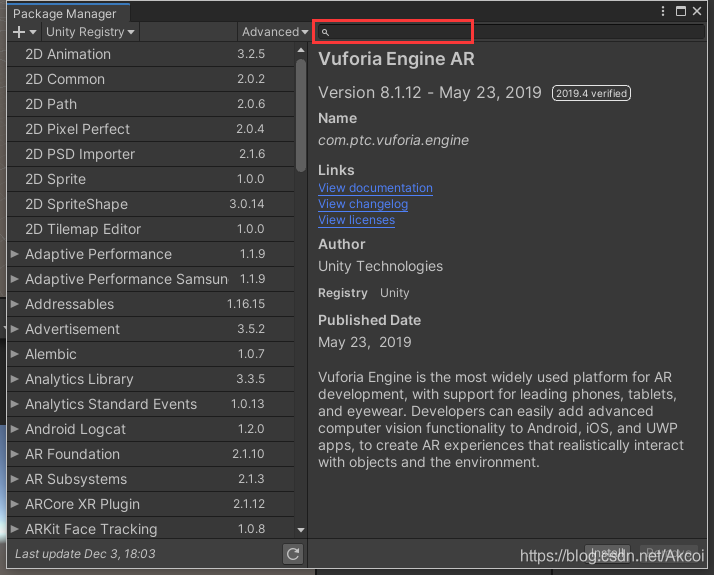 Package Manager
Unity Registry
Advanced
2D Animation 3.2.5
2D Common 2.0.2
2D Path 2.0.6
2D Pixel Perfect 2.0.4
2D PSD Importer 2.1.6
2D Sprite 1.0.0
2D SpriteShape 3.0.14
2D Tilemap Editor 1.0.0
Adaptive Performance 1.1.9
Adaptive Performance Samsun 1.1.9
Addressables 1.16.15
Advertisement 3.5.2
Alembic 1.0.7
Analytics Library 3.3.5
Analytics Standard Events 1.0.13
Android Logcat 1.2.0
AR Foundation 2.1.10
AR Subsystems 2.1.3
ARCore XR Plugin 2.1.12
ARKit Face Tracking 1.0.8
Last update Dec 3, 18:03
Vuforia Engine AR
Version 8.1.12 - May 23, 2019 2019.4 verified
Name
com.ptc.vuforia.engine
Links
View documentation
View changelog
View licenses
Author
Unity Technologies
Registry Unity
Published Date
May 23, 2019
Vuforia Engine is the most widely used platform for AR
development, with support for leading phones, tablets,
and eyewear. Developers can easily add advanced
computer vision functionality to Android, iOS, and UWP
apps, to create AR experiences that realistically interact
with objects and the environment.
Install
https://blog.csdn.net/Akcoi